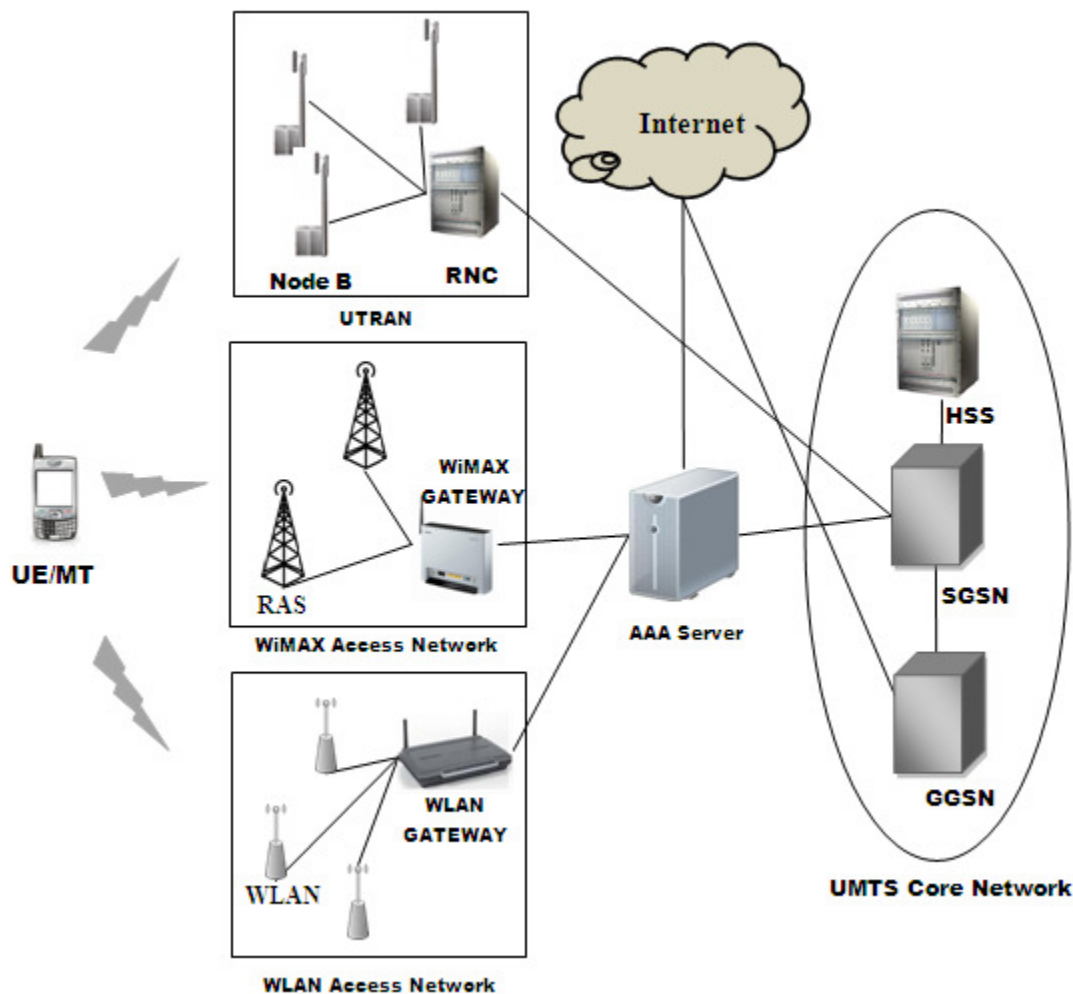 Internet
Node B
RNC
UTRAN
HSS
WiMAX
GATEWAY
UE/MT
RAS
SGSN
AAA Server
WiMAX Access Network
WLAN
GATEWAY
GGSN
WLAN
UMTS Core Network
WLAN Access Network